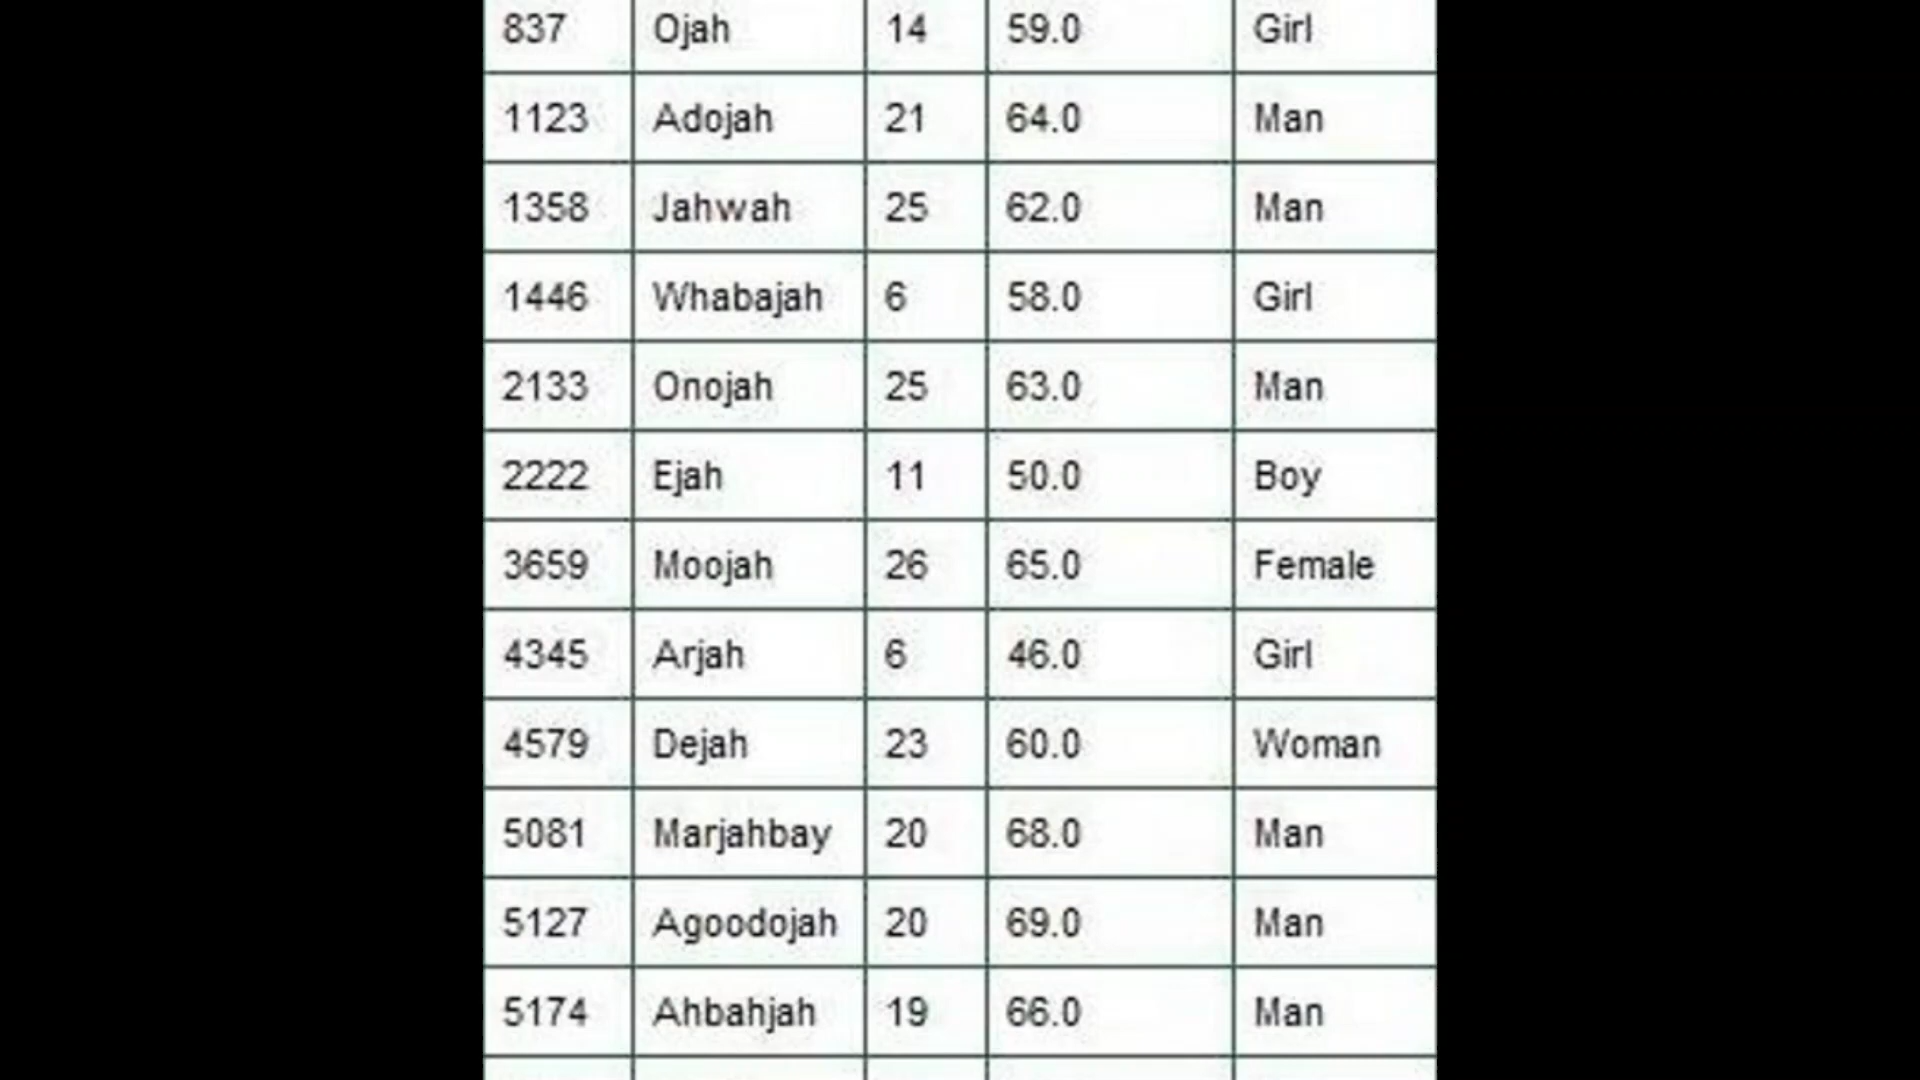 837 Ojah 14 59.0 Girl
1123 Adojah 21 64.0 Man
1358 Jahwah 25 62.0 Man
1446 Whabajah 6 58.0 Girl
2133 Onojah 25 63.0 Man
2222 Ejah 11 50.0 Boy
3659 Moojah 26 65.0 Female
4345 Arjah 6 46.0 Girl
4579 Dejah 23 60.0 Woman
5081 Marjahbay 20 68.0 Man
5127 Agoodojah 20 69.0 Man
5174 Ahbahjah 19 66.0 Man